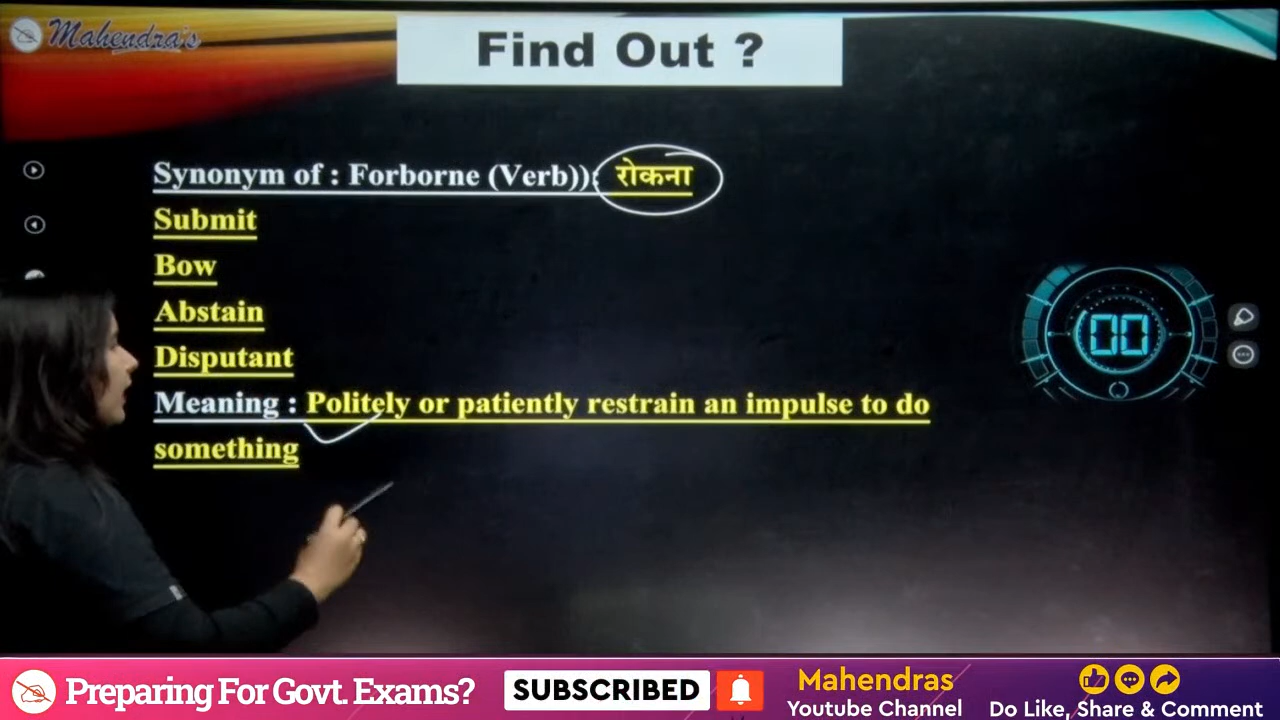 Mahendra's
Find Out ?
Synonym of : Forborne (Verb)): रोकना
Submit
Bow
Abstain
Disputant
Meaning : Politely or patiently restrain an impulse to do
something
00
Preparing For Govt. Exams?
SUBSCRIBED
Mahendras
Youtube Channel
Do Like, Share & Comment